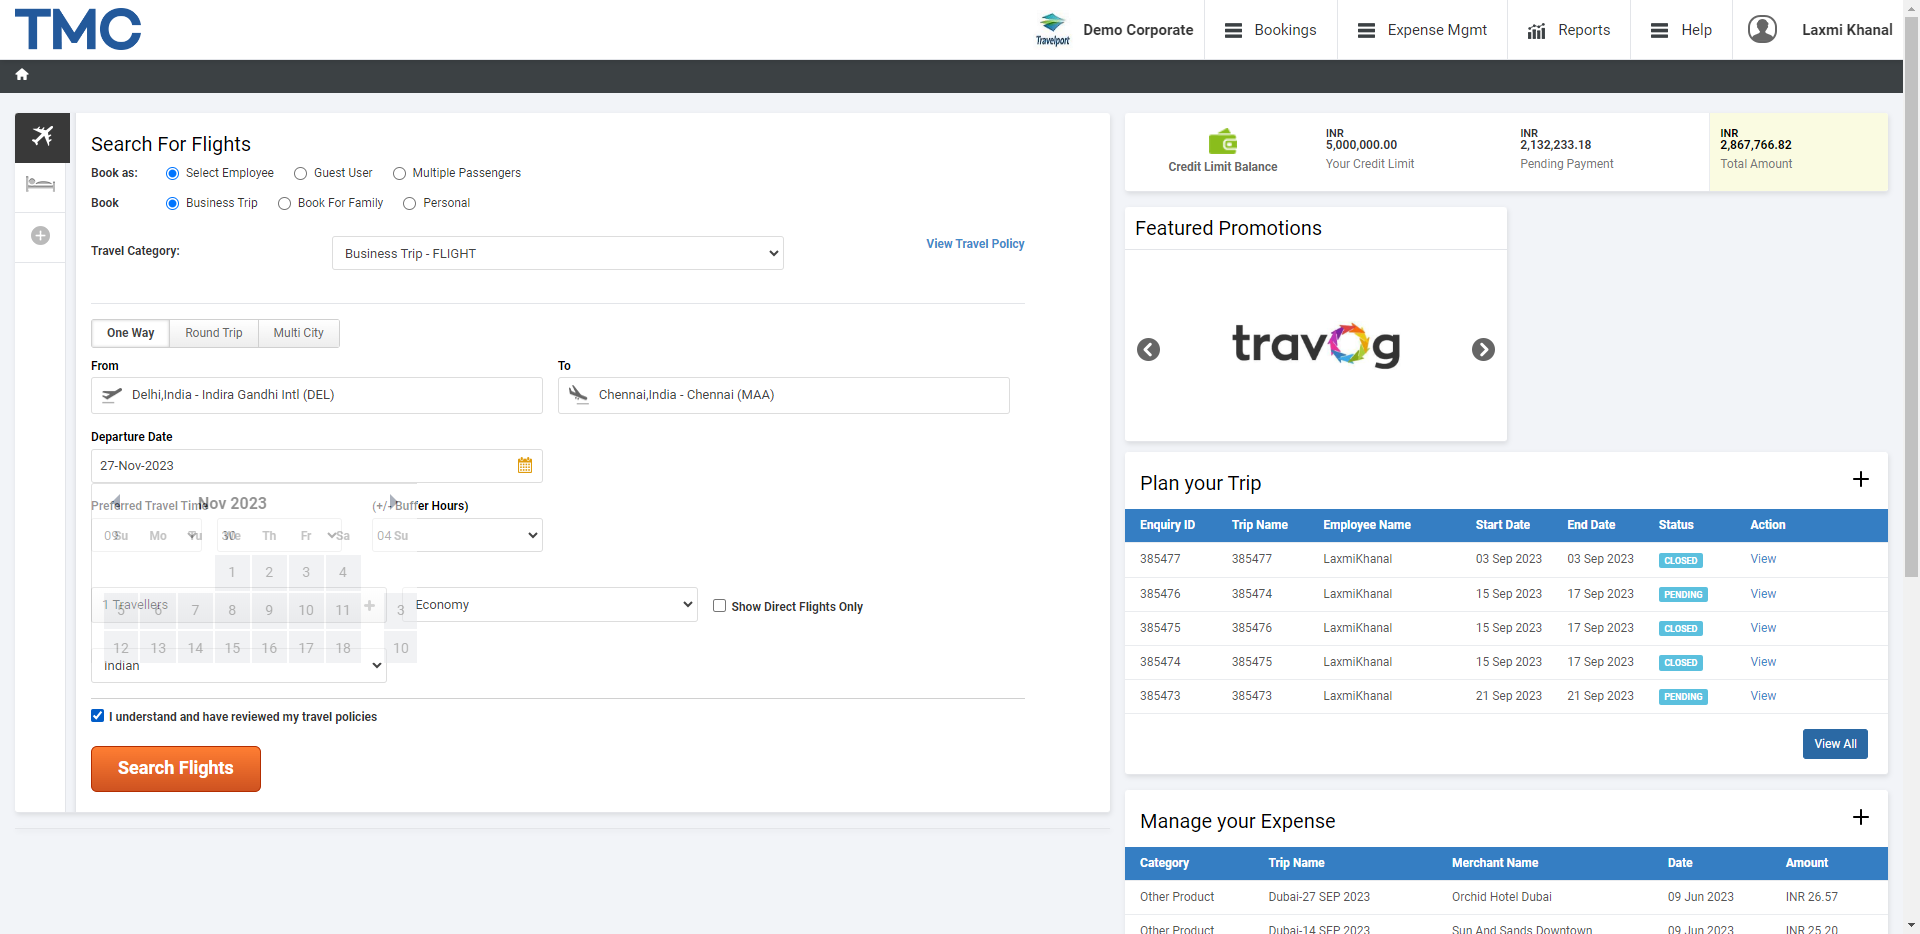 TMC
Travelport
Demo Corporate
Bookings
Expense Mgmt
Reports
Help
Laxmi Khanal
Search For Flights
Book as: Select Employee Guest User Multiple Passengers
Book Business Trip Book For Family Personal
Travel Category: Business Trip - FLIGHT View Travel Policy
One Way Round Trip Multi City
From To
Delhi,India - Indira Gandhi Intl (DEL) Chennai,India - Chennai (MAA)
Departure Date
27-Nov-2023
Preferred Travel Time (+/- Buffer Hours)
Nov 2023
09 30 04
Su Mo Tu We Th Fr Sa Su
1 2 3 4
1 Travellers Economy Show Direct Flights Only
5 6 7 8 9 10 11 3
12 13 14 15 16 17 18 10
Indian
I understand and have reviewed my travel policies
Search Flights
Credit Limit Balance
INR
5,000,000.00
Your Credit Limit
INR
2,132,233.18
Pending Payment
INR
2,867,766.82
Total Amount
Featured Promotions
travog
Plan your Trip
Enquiry ID Trip Name Employee Name Start Date End Date Status Action
385477 385477 LaxmiKhanal 03 Sep 2023 03 Sep 2023 CLOSED View
385476 385474 LaxmiKhanal 15 Sep 2023 17 Sep 2023 PENDING View
385475 385476 LaxmiKhanal 15 Sep 2023 17 Sep 2023 CLOSED View
385474 385475 LaxmiKhanal 15 Sep 2023 17 Sep 2023 CLOSED View
385473 385473 LaxmiKhanal 21 Sep 2023 21 Sep 2023 PENDING View
View All
Manage your Expense
Category Trip Name Merchant Name Date Amount
Other Product Dubai-27 SEP 2023 Orchid Hotel Dubai 09 Jun 2023 INR 26.57
Other Product Dubai-14 SEP 2023 Sun And Sands Downtown 09 Jun 2023 INR 25.20